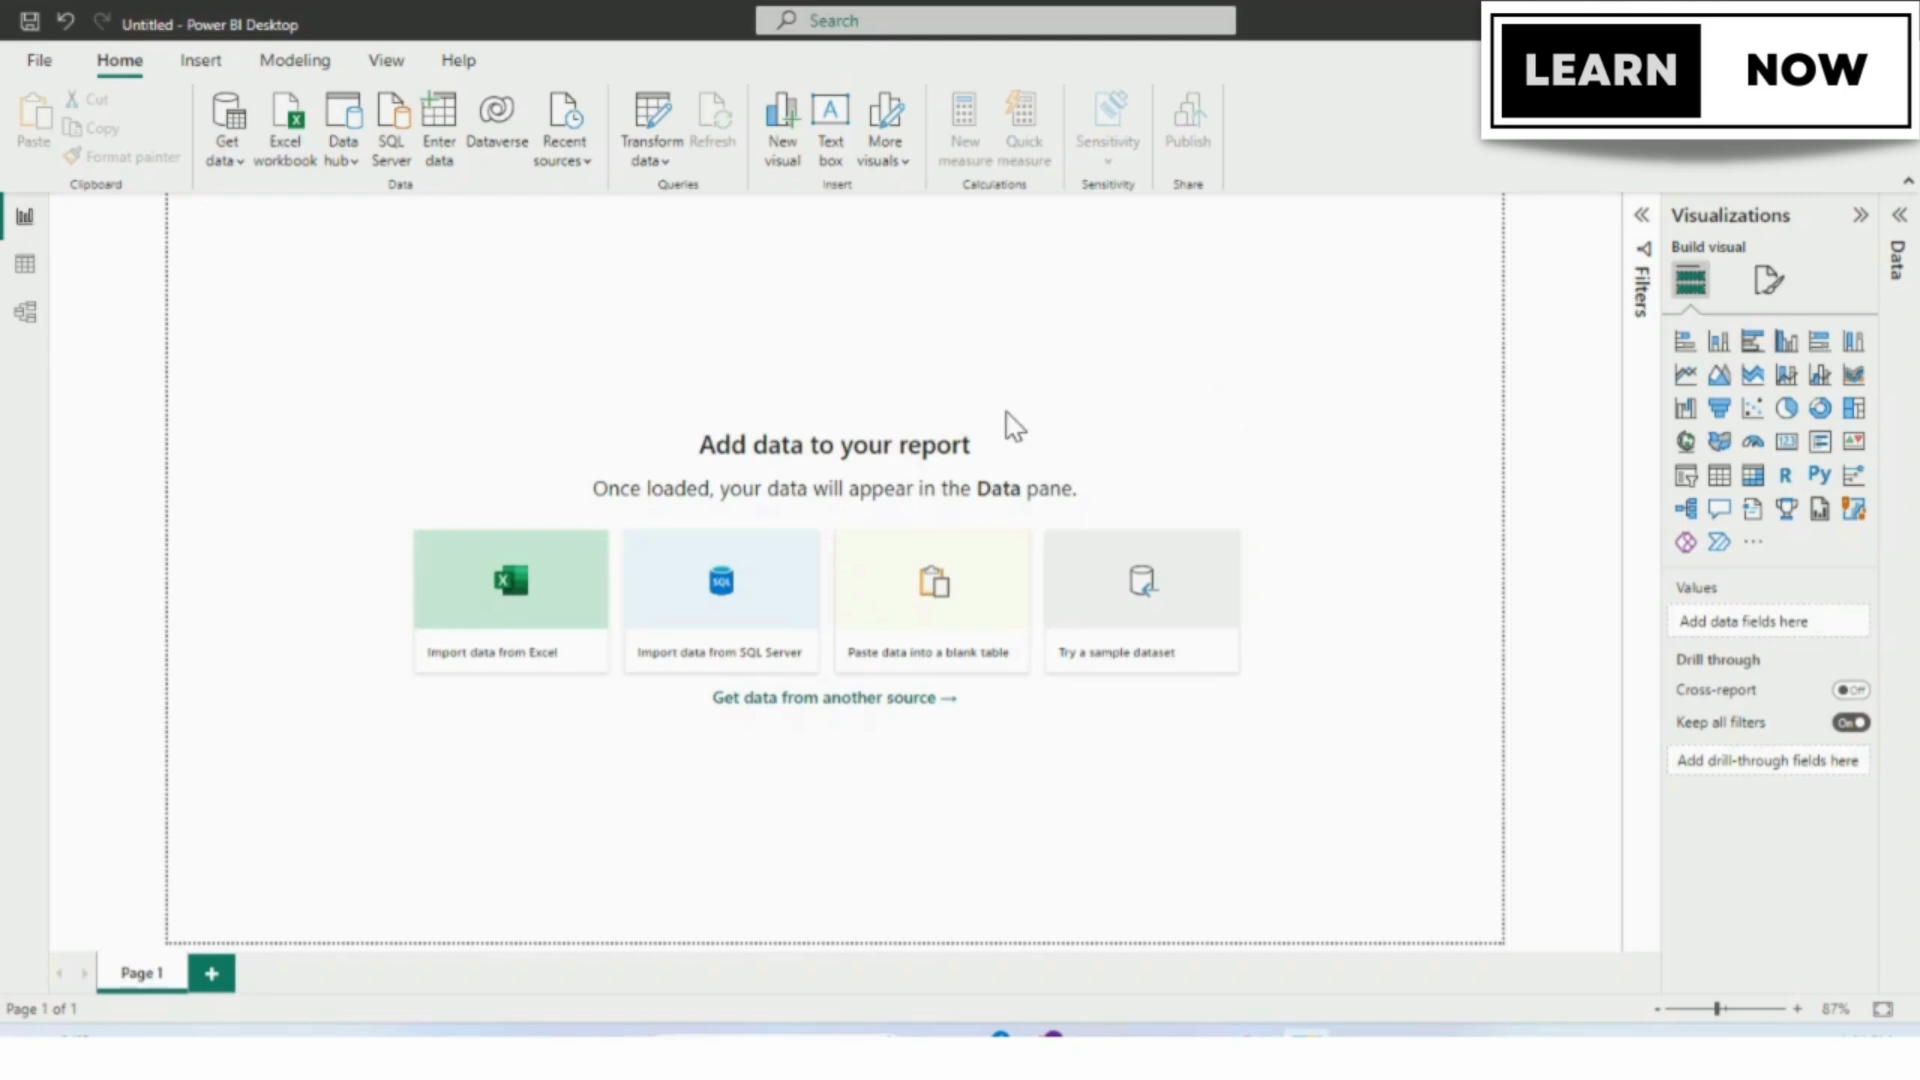 Untitled - Power BI Desktop
Search
LEARN NOW
File Home Insert Modeling View Help
Paste
Cut
Copy
Format painter
Clipboard
Get data
Excel workbook
Data hub
SQL Server
Enter data
Dataverse
Recent sources
Data
Transform data
Refresh
Queries
New visual
Text box
More visuals
Insert
New measure
Quick measure
Calculations
Sensitivity
Sensitivity
Publish
Share
Filters
Visualizations
Build visual
Data
R
Py
123
Add data to your report
Once loaded, your data will appear in the Data pane.
SQL
Import data from Excel
Import data from SQL Server
Paste data into a blank table
Try a sample dataset
Get data from another source →
Values
Add data fields here
Drill through
Cross-report
Off
Keep all filters
On
Add drill-through fields here
Page 1
Page 1 of 1
87%